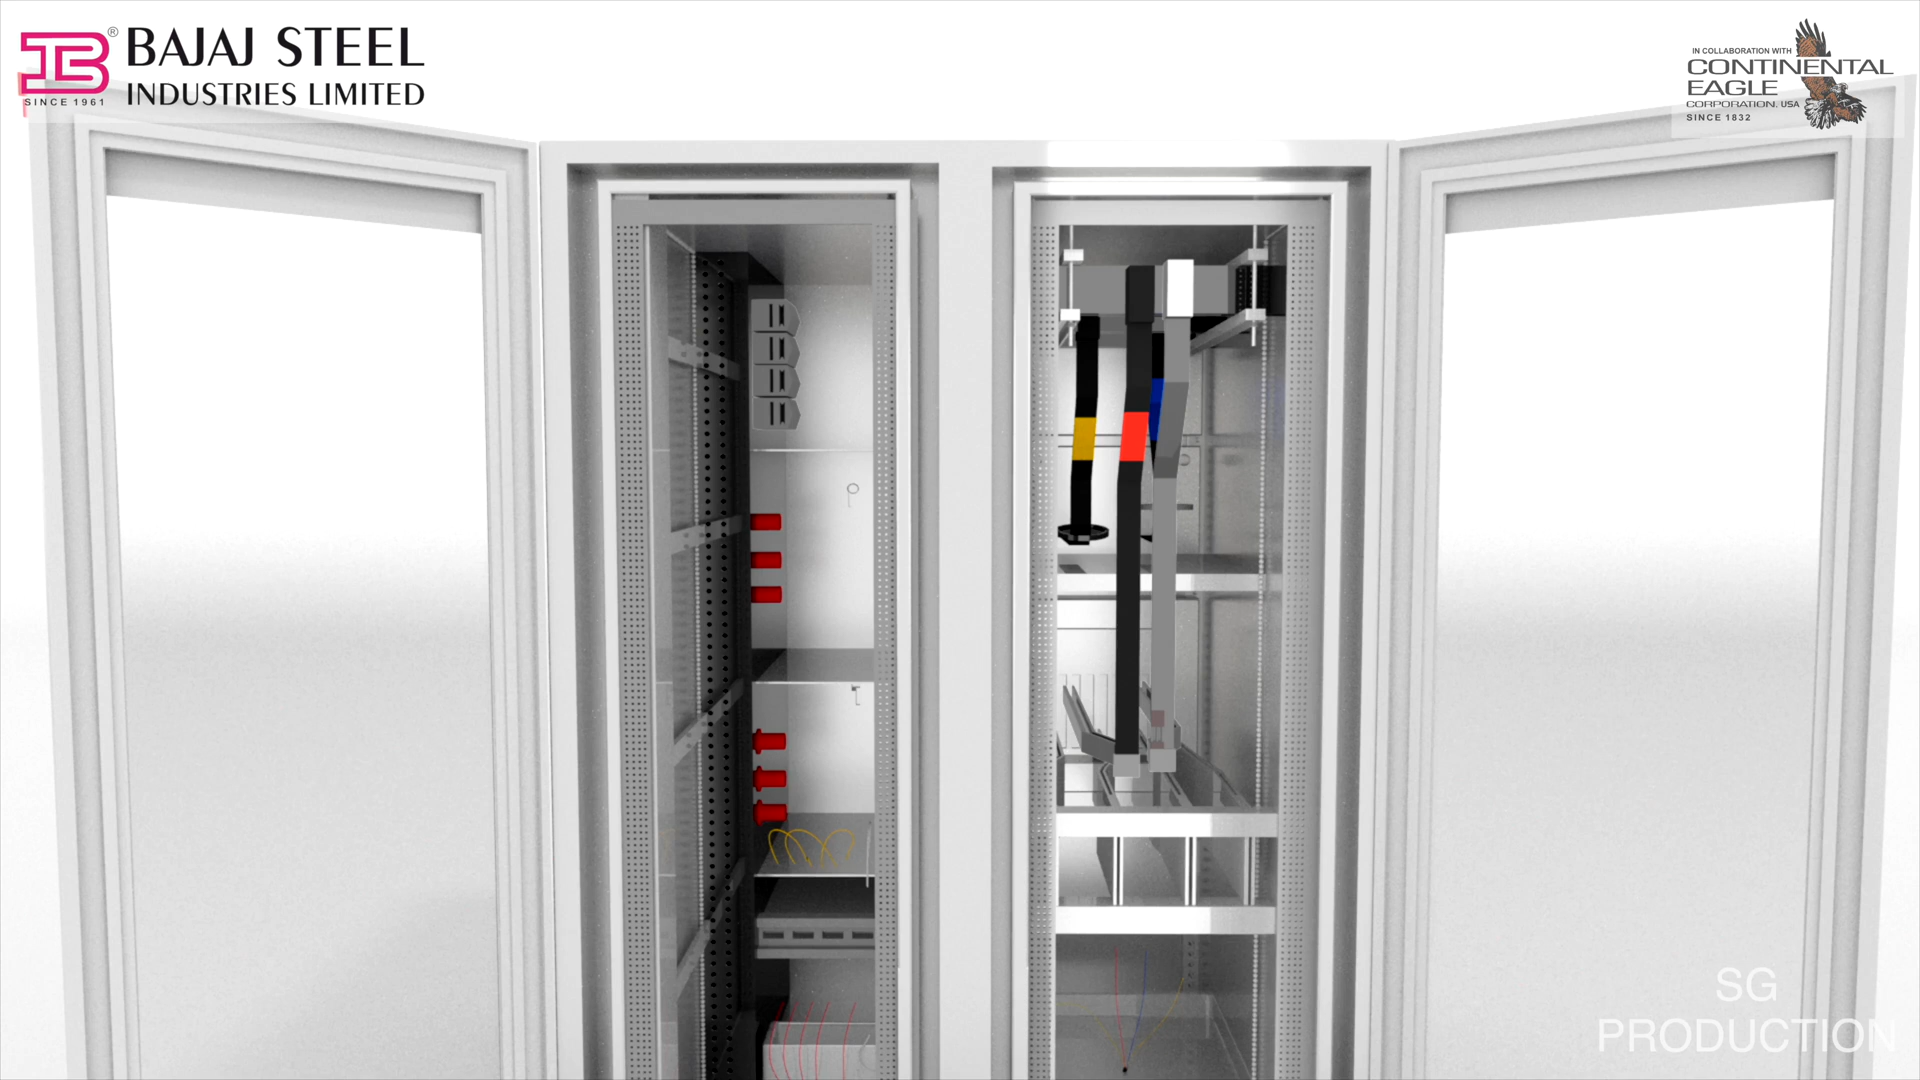 BAJAJ STEEL
INDUSTRIES LIMITED
®
SINCE 1961
IN COLLABORATION WITH
CONTINENTAL
EAGLE
CORPORATION. USA
SINCE 1832
SG
PRODUCTION